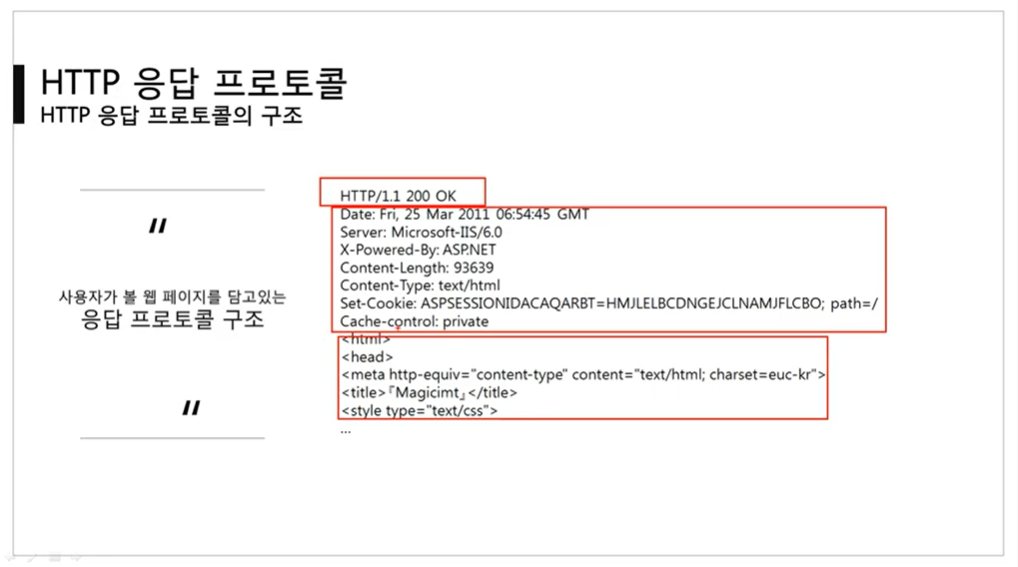 HTTP 응답 프로토콜
HTTP 응답 프로토콜의 구조
"
사용자가 볼 웹 페이지를 담고있는
응답 프로토콜 구조
"
HTTP/1.1 200 OK
Date: Fri, 25 Mar 2011 06:54:45 GMT
Server: Microsoft-IIS/6.0
X-Powered-By: ASP.NET
Content-Length: 93639
Content-Type: text/html
Set-Cookie: ASPSESSIONIDACAQARBT=HMJLELBCDNGEJCLNAMJFLCBO; path=/
Cache-control: private
<html>
<head>
<meta http-equiv="content-type" content="text/html; charset=euc-kr">
<title>『Magicimt』</title>
<style type="text/css">
...